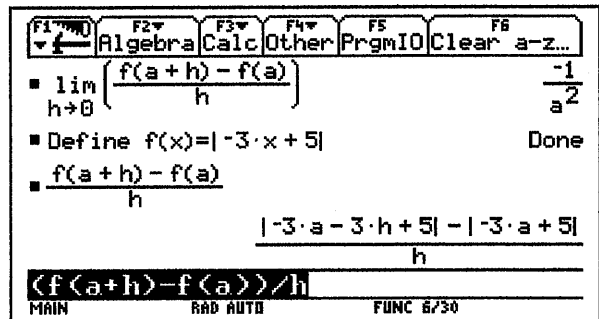 F1 F2 F3 F4 F5 F6
Algebra Calc Other PrgmIO Clear a-z…
lim h→0 ( (f(a + h) − f(a)) / h ) -1 / a²
Define f(x)=|-3·x + 5| Done
(f(a + h) − f(a)) / h
(|-3·a − 3·h + 5| − |-3·a + 5|) / h
(f(a+h)-f(a))/h
MAIN RAD AUTO FUNC 6/30